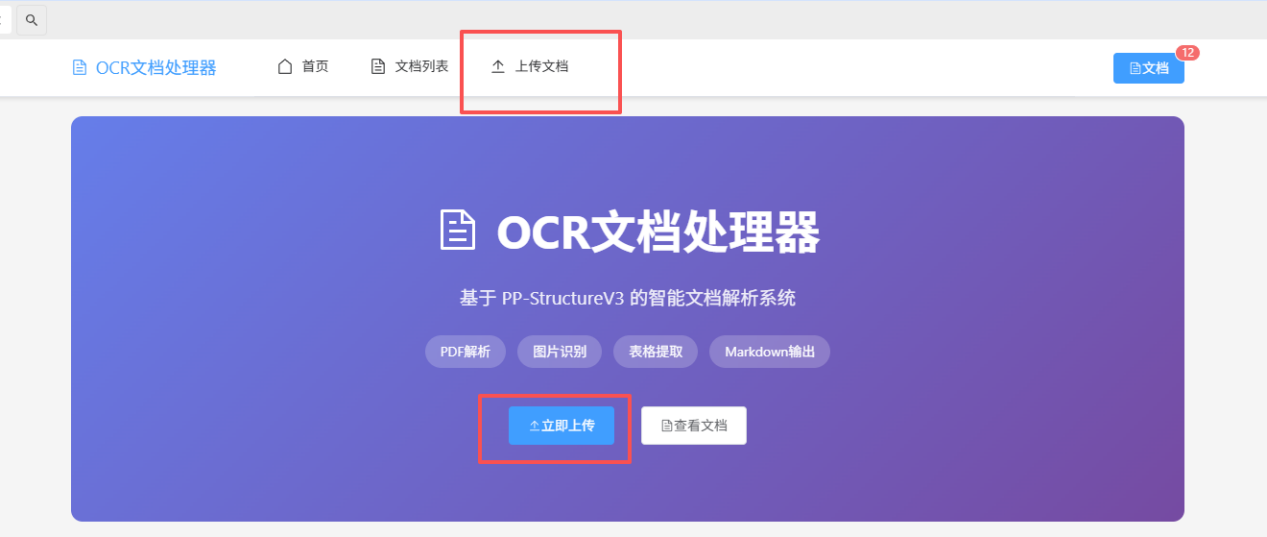 OCR文档处理器
首页
文档列表
上传文档
文档
12
OCR文档处理器
基于 PP-StructureV3 的智能文档解析系统
PDF解析
图片识别
表格提取
Markdown输出
立即上传
查看文档